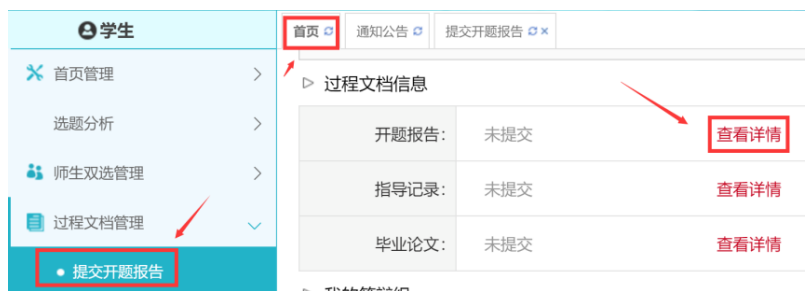 学生
首页 通知公告 提交开题报告
首页管理
过程文档信息
选题分析
开题报告： 未提交 查看详情
师生双选管理
指导记录： 未提交 查看详情
过程文档管理
毕业论文： 未提交 查看详情
提交开题报告